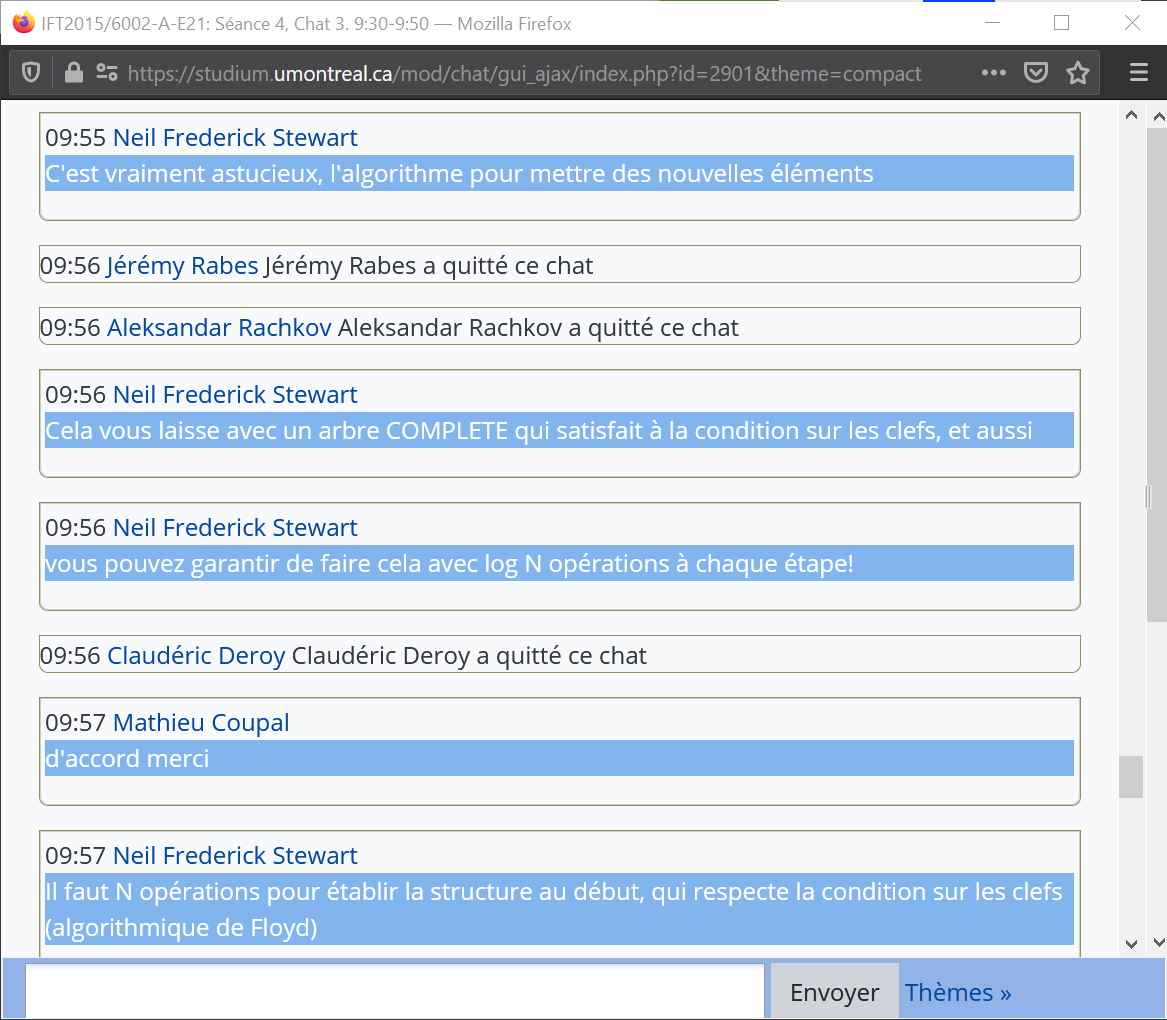 IFT2015/6002-A-E21: Séance 4, Chat 3. 9:30-9:50 — Mozilla Firefox
https://studium.umontreal.ca/mod/chat/gui_ajax/index.php?id=2901&theme=compact
09:55 Neil Frederick Stewart
C'est vraiment astucieux, l'algorithme pour mettre des nouvelles éléments
09:56 Jérémy Rabes Jérémy Rabes a quitté ce chat
09:56 Aleksandar Rachkov Aleksandar Rachkov a quitté ce chat
09:56 Neil Frederick Stewart
Cela vous laisse avec un arbre COMPLETE qui satisfait à la condition sur les clefs, et aussi
09:56 Neil Frederick Stewart
vous pouvez garantir de faire cela avec log N opérations à chaque étape!
09:56 Claudéric Deroy Claudéric Deroy a quitté ce chat
09:57 Mathieu Coupal
d'accord merci
09:57 Neil Frederick Stewart
Il faut N opérations pour établir la structure au début, qui respecte la condition sur les clefs
(algorithmique de Floyd)
Envoyer Thèmes »